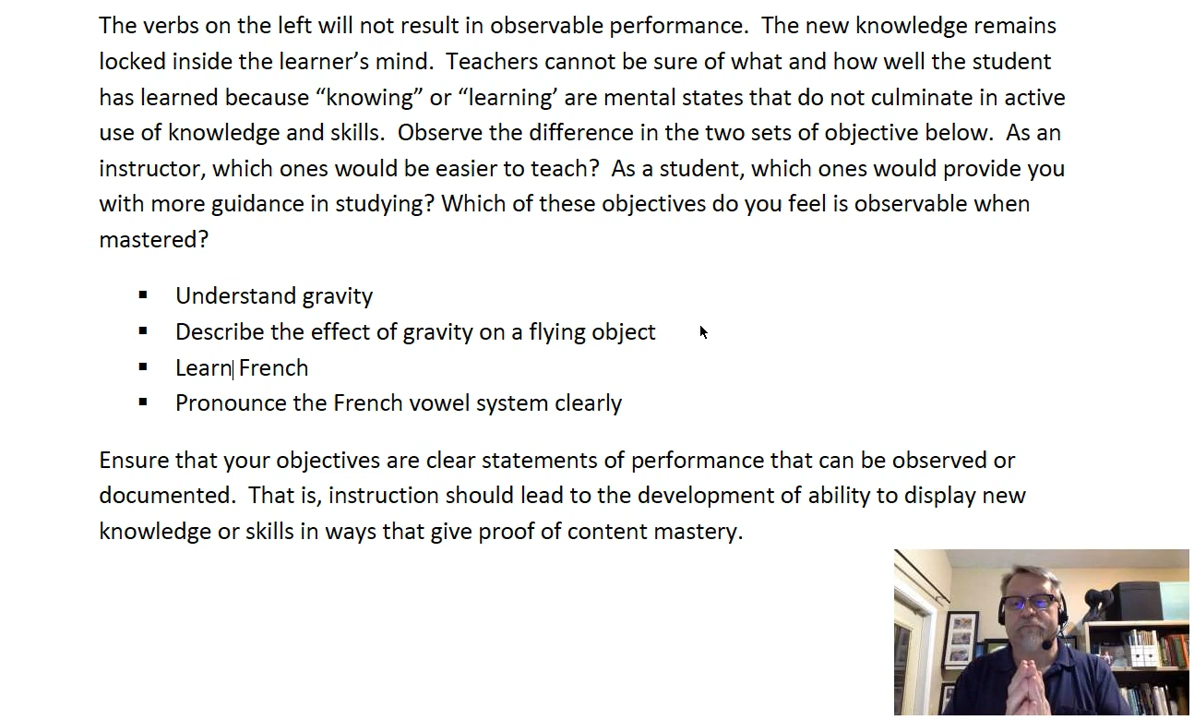 The verbs on the left will not result in observable performance.  The new knowledge remains
locked inside the learner’s mind.  Teachers cannot be sure of what and how well the student
has learned because “knowing” or “learning’ are mental states that do not culminate in active
use of knowledge and skills.  Observe the difference in the two sets of objective below.  As an
instructor, which ones would be easier to teach?  As a student, which ones would provide you
with more guidance in studying? Which of these objectives do you feel is observable when
mastered?
▪ Understand gravity
▪ Describe the effect of gravity on a flying object
▪ Learn French
▪ Pronounce the French vowel system clearly
Ensure that your objectives are clear statements of performance that can be observed or
documented.  That is, instruction should lead to the development of ability to display new
knowledge or skills in ways that give proof of content mastery.